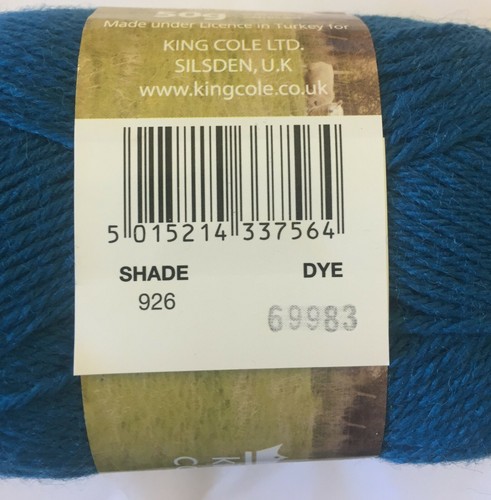 50g
Made under Licence in Turkey for
KING COLE LTD.
SILSDEN, U.K
www.kingcole.co.uk
5 015214 337564
SHADE DYE
926 69983